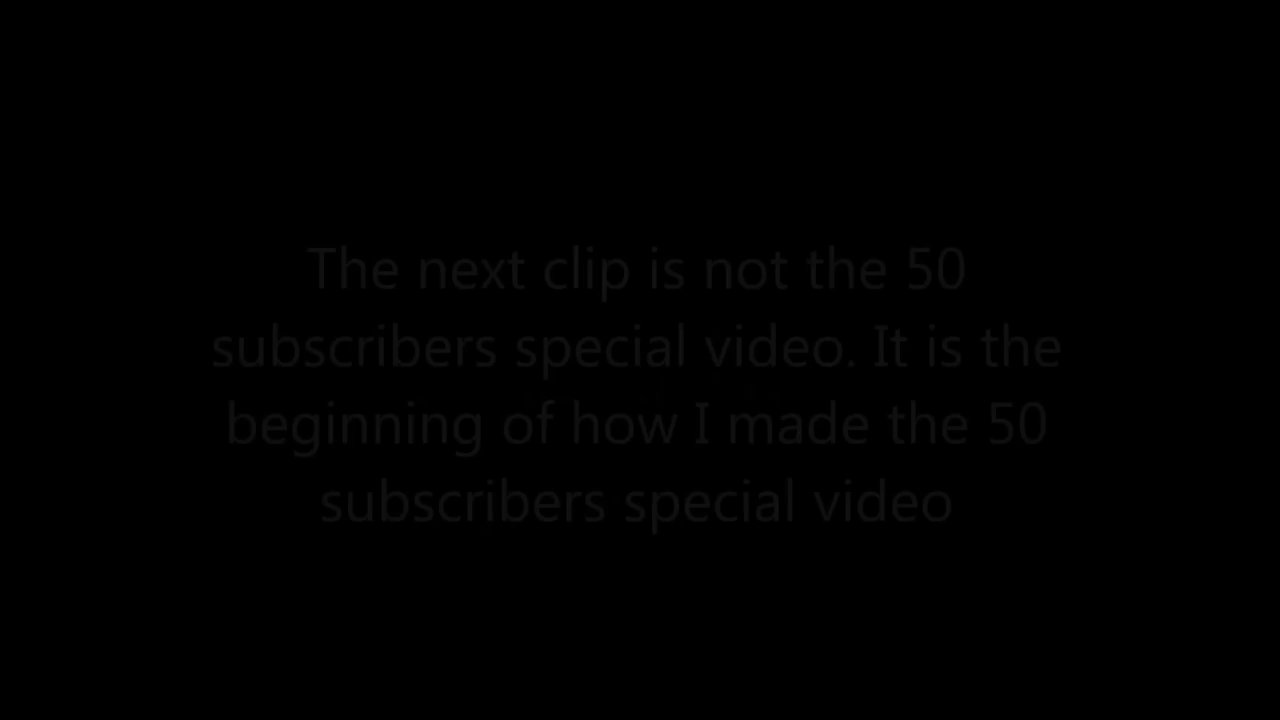 The next clip is not the 50
subscribers special video. It is the
beginning of how I made the 50
subscribers special video